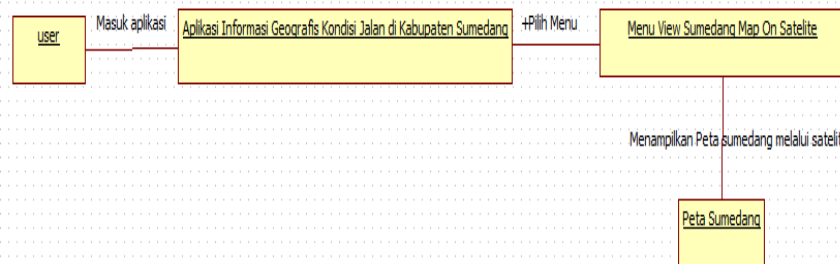 user
Masuk aplikasi
Aplikasi Informasi Geografis Kondisi Jalan di Kabupaten Sumedang
+Pilih Menu
Menu View Sumedang Map On Satelite
Menampilkan Peta sumedang melalui satelit
Peta Sumedang